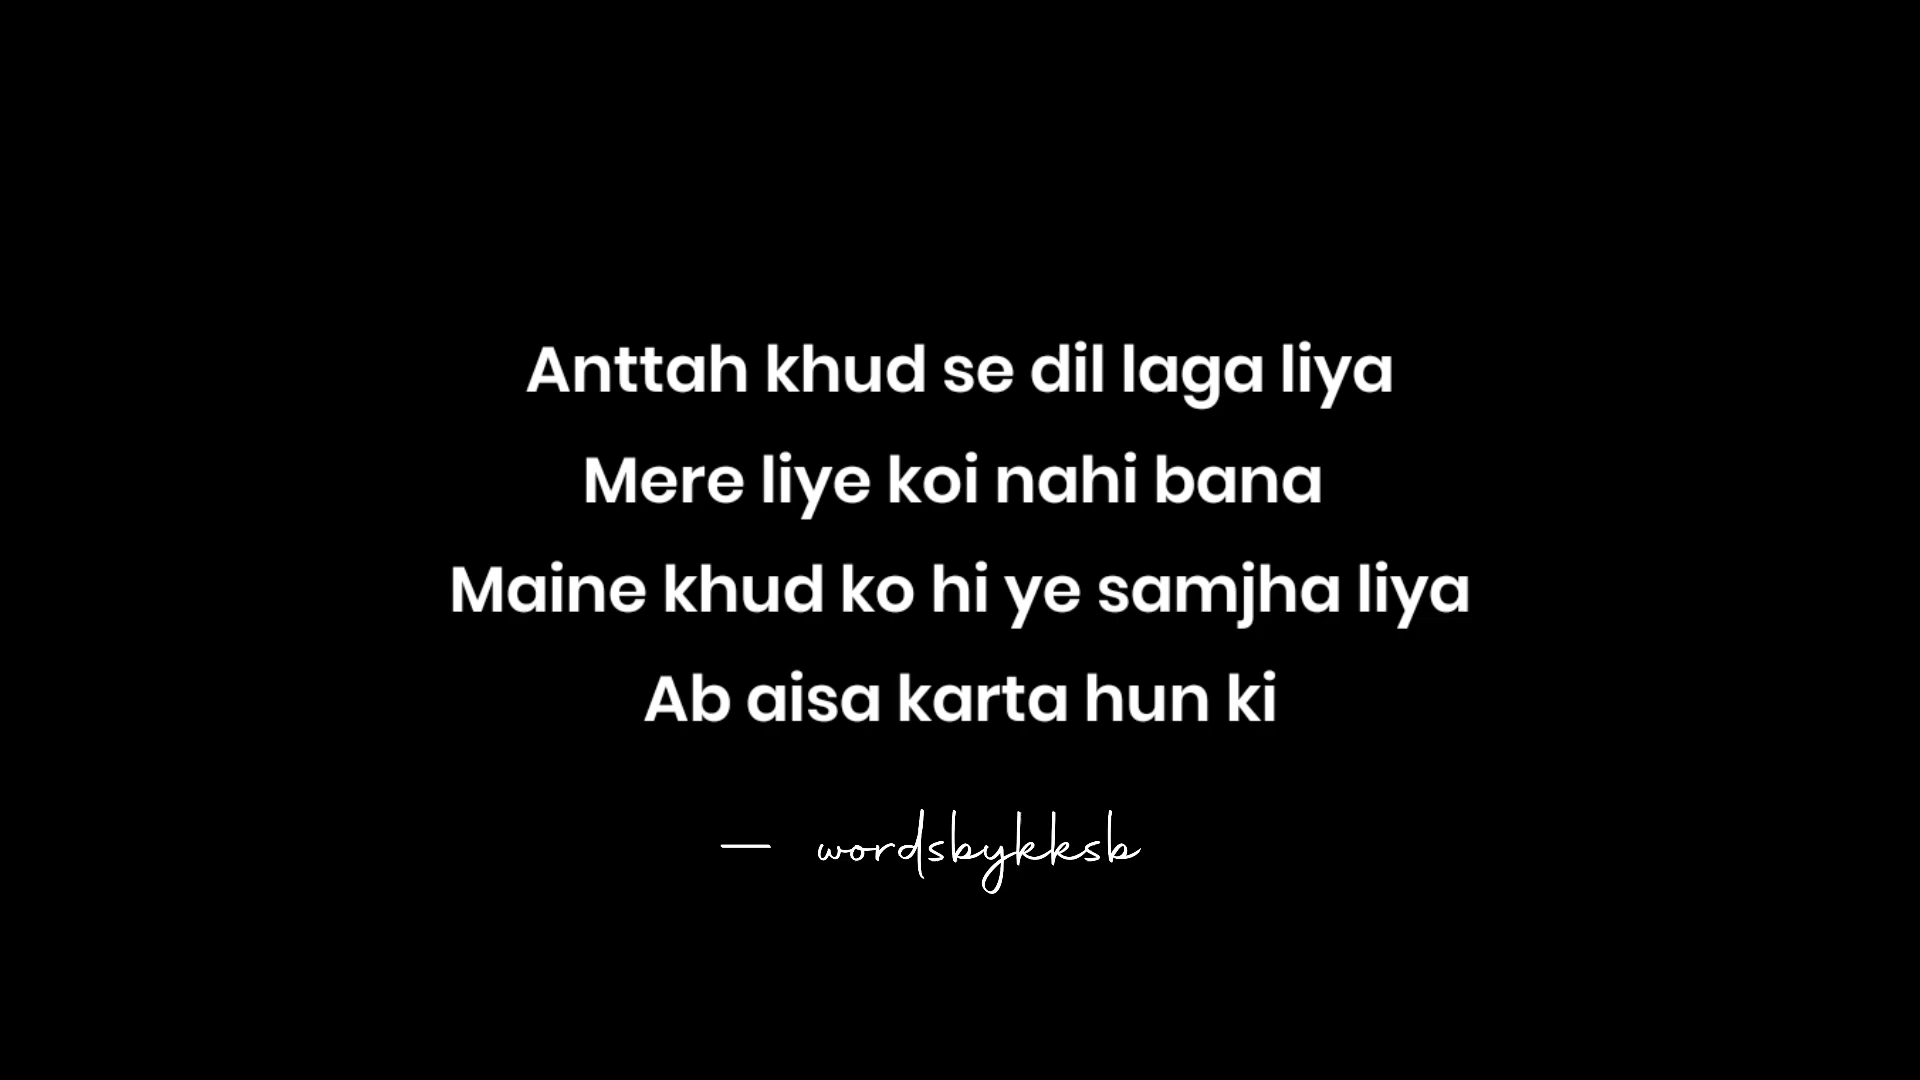 Anttah khud se dil laga liya
Mere liye koi nahi bana
Maine khud ko hi ye samjha liya
Ab aisa karta hun ki
— wordsbykksb